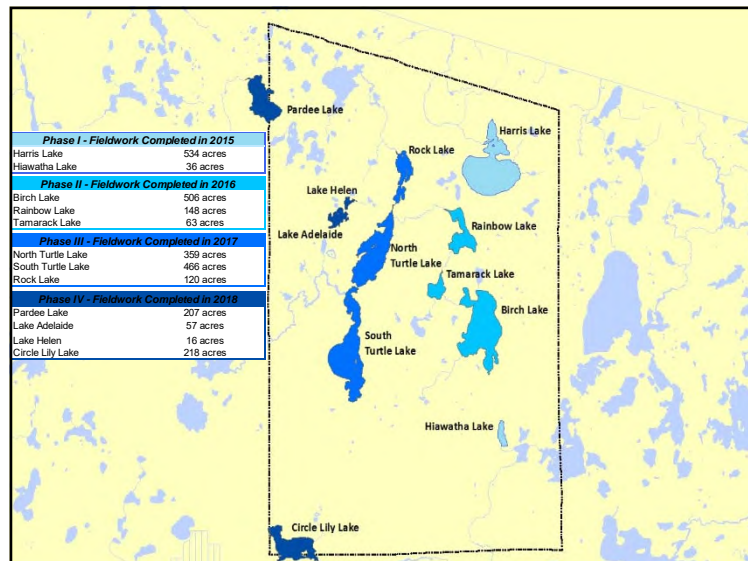 Pardee Lake
Phase I - Fieldwork Completed in 2015
Harris Lake 534 acres
Hiawatha Lake 36 acres
Phase II - Fieldwork Completed in 2016
Birch Lake 506 acres
Rainbow Lake 148 acres
Tamarack Lake 63 acres
Phase III - Fieldwork Completed in 2017
North Turtle Lake 359 acres
South Turtle Lake 466 acres
Rock Lake 120 acres
Phase IV - Fieldwork Completed in 2018
Pardee Lake 207 acres
Lake Adelaide 57 acres
Lake Helen 16 acres
Circle Lily Lake 218 acres
Harris Lake
Rock Lake
Lake Helen
Lake Adelaide
Rainbow Lake
North
Turtle Lake
Tamarack Lake
Birch Lake
South
Turtle Lake
Hiawatha Lake
Circle Lily Lake